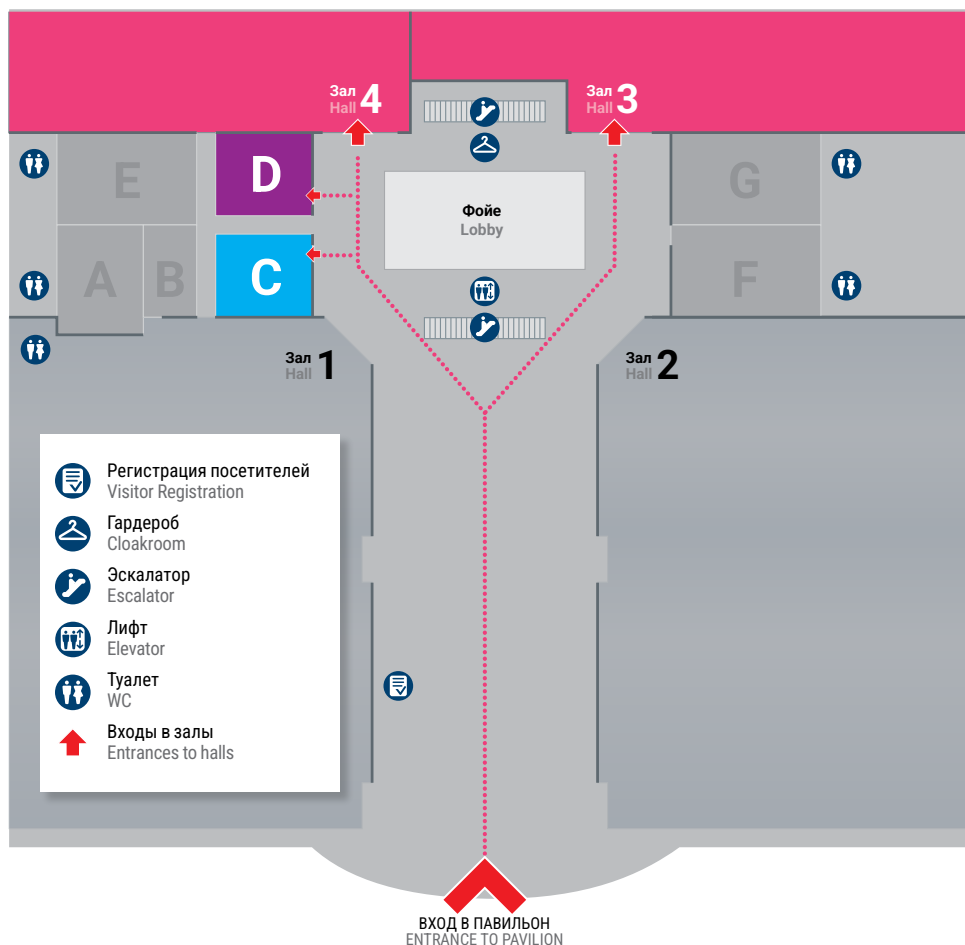 Зал 4
Hall
Зал 3
Hall
E
D
G
Фойе
Lobby
A
B
C
F
Зал 1
Hall
Зал 2
Hall
Регистрация посетителей
Visitor Registration
Гардероб
Cloakroom
Эскалатор
Escalator
Лифт
Elevator
Туалет
WC
Входы в залы
Entrances to halls
ВХОД В ПАВИЛЬОН
ENTRANCE TO PAVILION